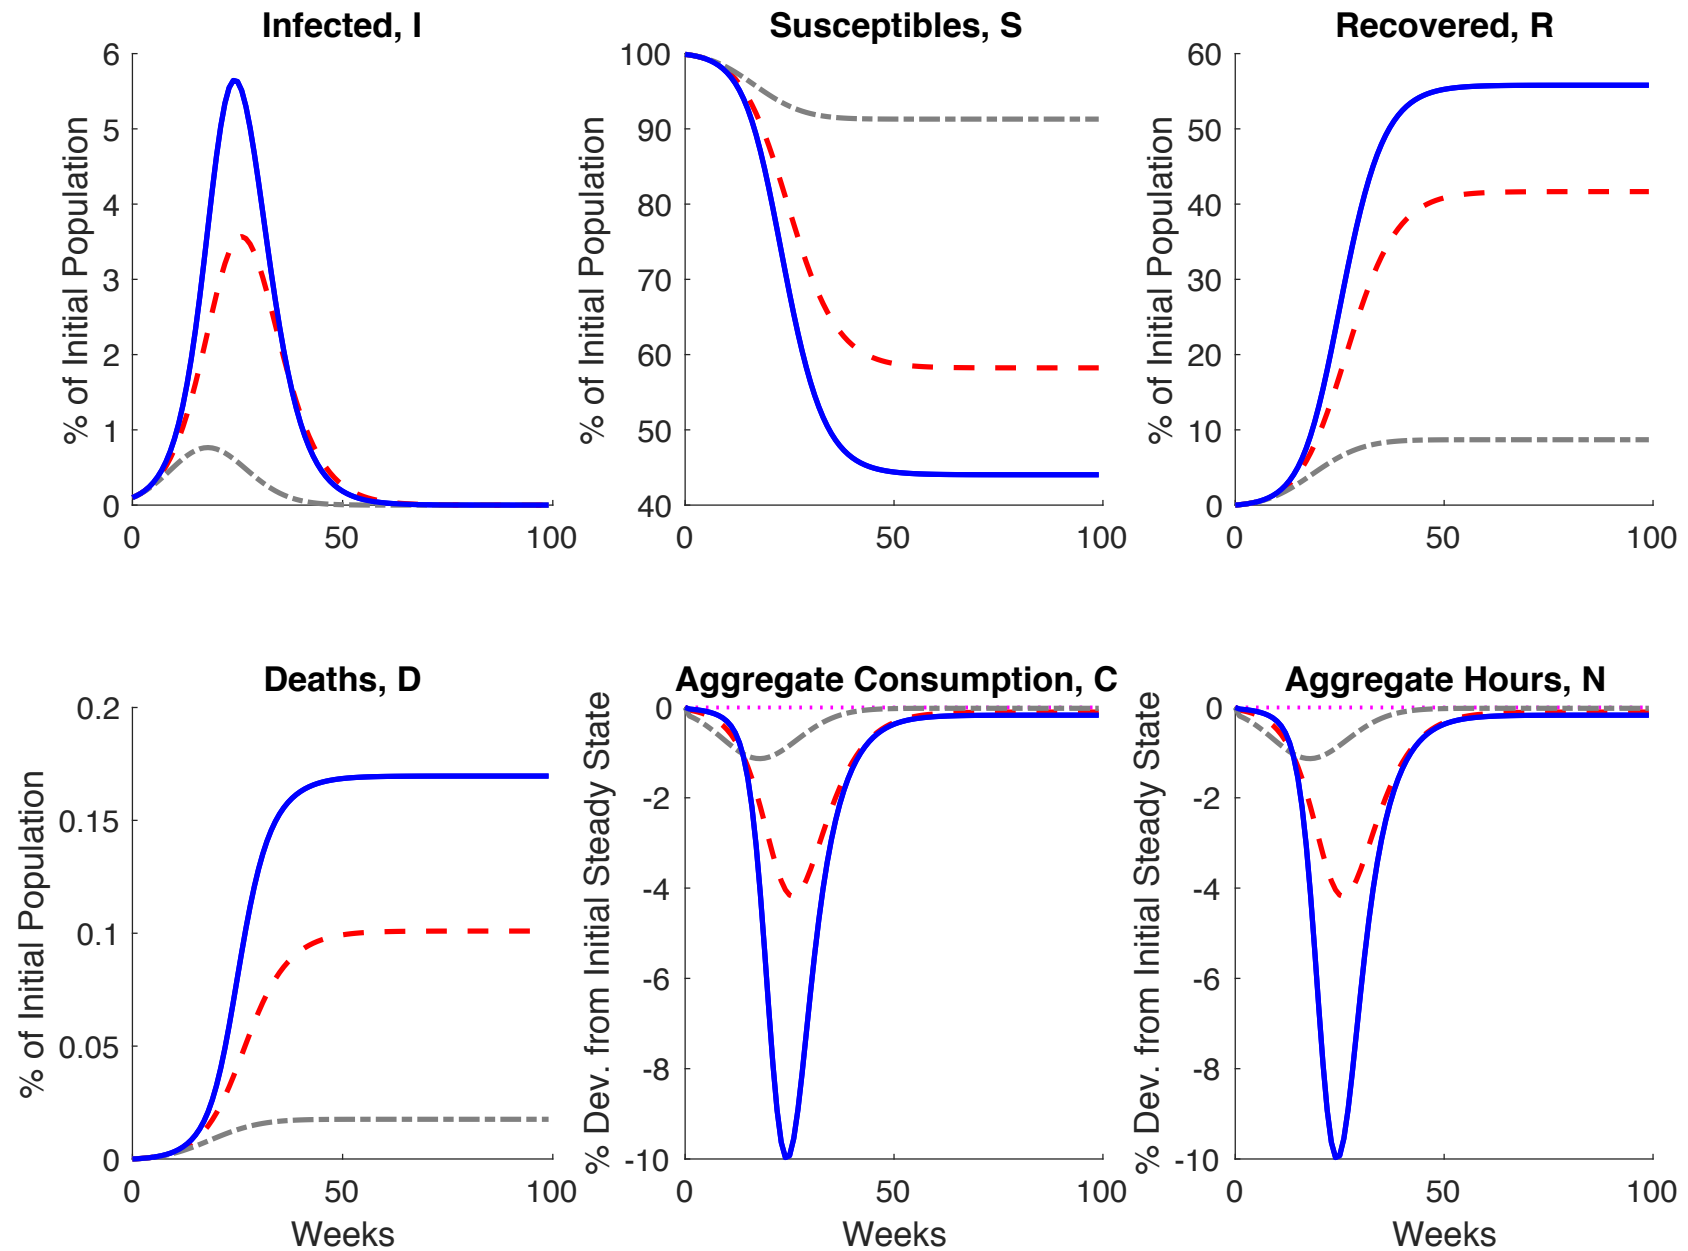 Infected, I
% of Initial Population
6
5
4
3
2
1
0
0 50 100
Susceptibles, S
% of Initial Population
100
90
80
70
60
50
40
0 50 100
Recovered, R
% of Initial Population
60
50
40
30
20
10
0
0 50 100
Deaths, D
% of Initial Population
0.2
0.15
0.1
0.05
0
0 50 100
Weeks
Aggregate Consumption, C
% Dev. from Initial Steady State
0
-2
-4
-6
-8
-10
0 50 100
Weeks
Aggregate Hours, N
% Dev. from Initial Steady State
0
-2
-4
-6
-8
-10
0 50 100
Weeks